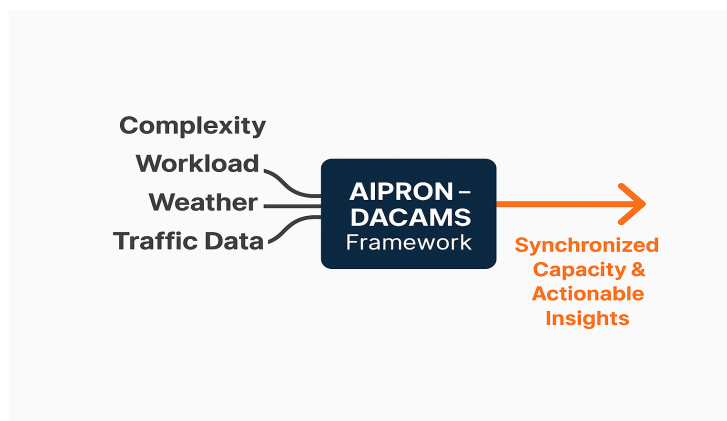 Complexity
Workload
Weather
Traffic Data
AIPRON –
DACAMS
Framework
Synchronized
Capacity &
Actionable
Insights